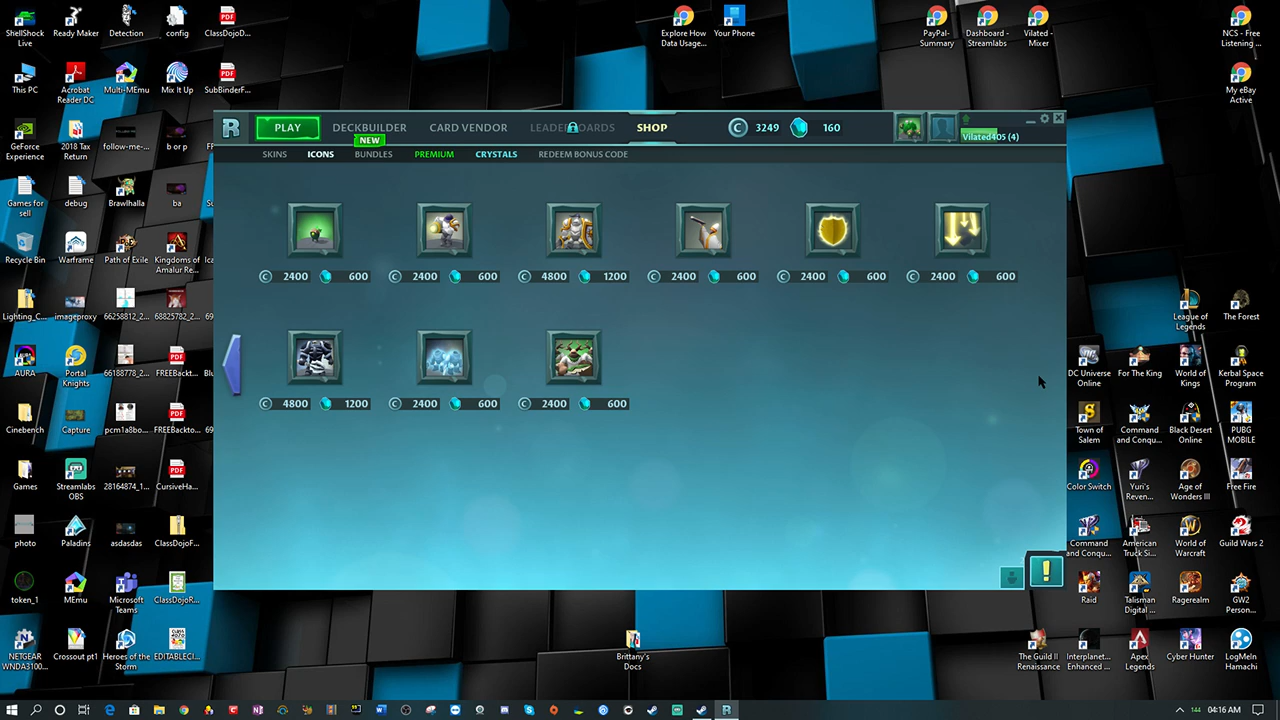 ShellShock Live
Ready Maker
Detection
config
ClassDojoD...
Explore How Data Usage...
Your Phone
PayPal- Summary
Dashboard - Streamlabs
Vilated - Mixer
NCS - Free Listening ...
This PC
Acrobat Reader DC
Multi-MEmu
Mix It Up
SubBinderF...
My eBay Active
PLAY
DECKBUILDER
NEW
CARD VENDOR
SHOP
3249
160
Vilated405 (4)
SKINS
ICONS
BUNDLES
PREMIUM
CRYSTALS
REDEEM BONUS CODE
GeForce Experience
2018 Tax Return
follow-me-...
b or p
Games for sell
debug
Brawlhalla
ba
Recycle Bin
Warframe
Path of Exile
Kingdoms of Amalur Re...
2400 600
2400 600
4800 1200
2400 600
2400 600
2400 600
Lighting_C...
imageproxy
66258812_2...
68825782_2...
League of Legends
The Forest
AURA
Portal Knights
66188778_2...
FREEBackt...
DC Universe Online
For The King
World of Kings
Kerbal Space Program
4800 1200
2400 600
2400 600
Cinebench
Capture
pcm1a8bo...
FREEBackto...
Town of Salem
Command and Conqu...
Black Desert Online
PUBG MOBILE
Games
Streamlabs OBS
28164874_1...
CursiveHa...
Color Switch
Yuri's Reven...
Age of Wonders III
Free Fire
photo
Paladins
asdasdas
ClassDojoF...
Command and Conqu...
American Truck Si...
World of Warcraft
Guild Wars 2
token_1
MEmu
Microsoft Teams
ClassDojoR...
Raid
Talisman Digital ...
Ragerealm
GW2 Person...
NETGEAR WNDA3100...
Crossout pt1
Heroes of the Storm
EDITABLECl...
Brittany's Docs
The Guild II Renaissance
Interplanet... Enhanced ...
Apex Legends
Cyber Hunter
LogMeIn Hamachi
144
04:16 AM